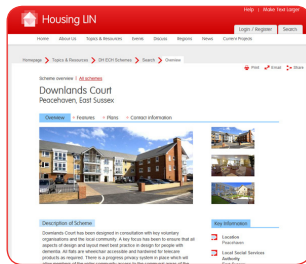 Help | Make Text Larger
Housing LIN
Login / Register Search
Home About Us Topics & Resources Events Discuss Regions News Current Projects
Homepage > Topics & Resources > DH ECH Schemes > Search > Overview
Print Email Share
Scheme overview | All schemes
Downlands Court
Peacehaven, East Sussex
Overview Features Plans Contact information
Description of Scheme
Downlands Court has been designed in consultation with key voluntary
organisations and the local community. A key focus has been to ensure that all
aspects of design and layout meet best practice in design for people with
dementia. All flats are wheelchair accessible and hardwired for telecare
products as required. There is a progress privacy system in place which will
Key Information
Location
Peacehaven
Local Social Services
Authority